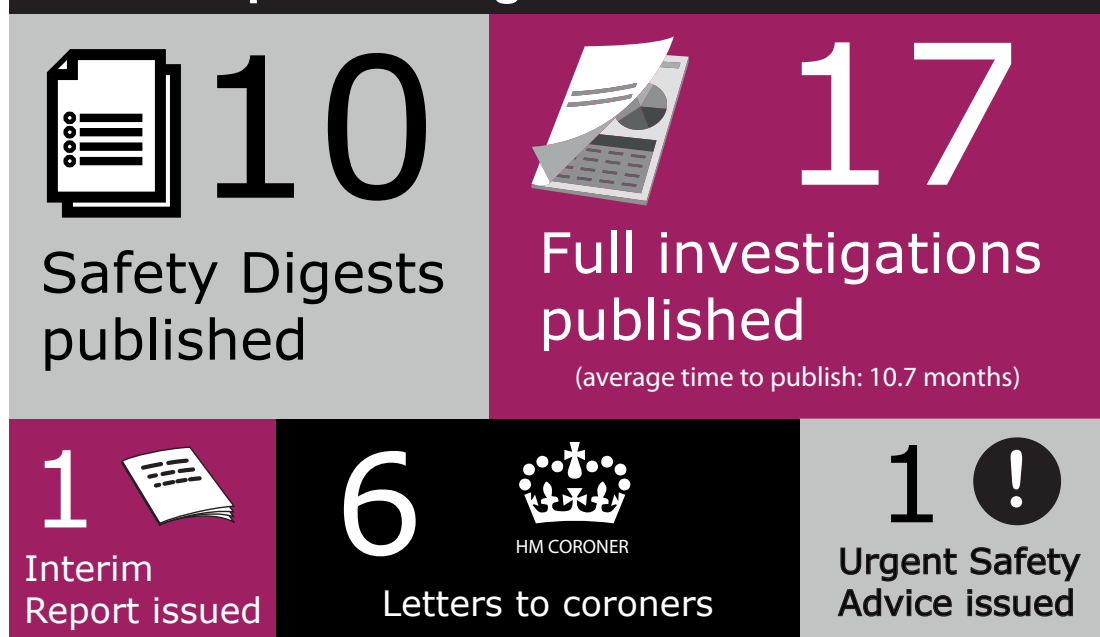 10
Safety Digests
published
17
Full investigations
published
(average time to publish: 10.7 months)
1
Interim
Report issued
6
HM CORONER
Letters to coroners
1
!
Urgent Safety
Advice issued